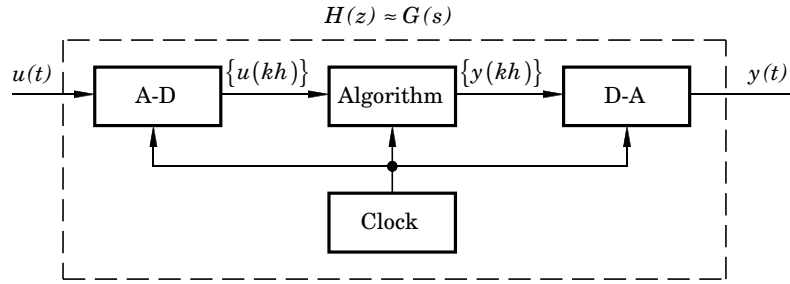 H(z) ≈ G(s)
u(t) {u(kh)} {y(kh)} y(t)
A-D Algorithm D-A
Clock